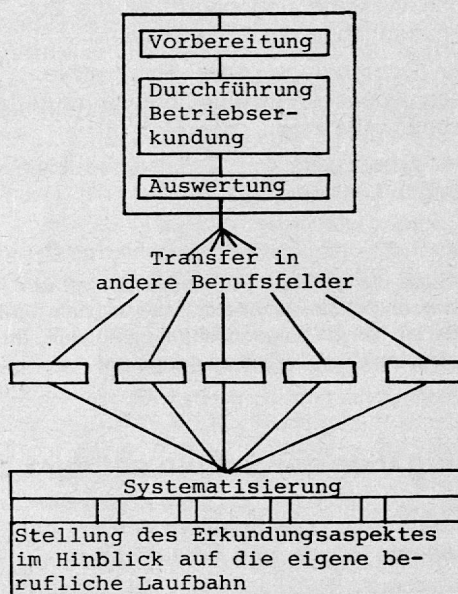 Vorbereitung
Durchführung
Betriebser-
kundung
Auswertung
Transfer in
andere Berufsfelder
Systematisierung
Stellung des Erkundungsaspektes
im Hinblick auf die eigene be-
rufliche Laufbahn